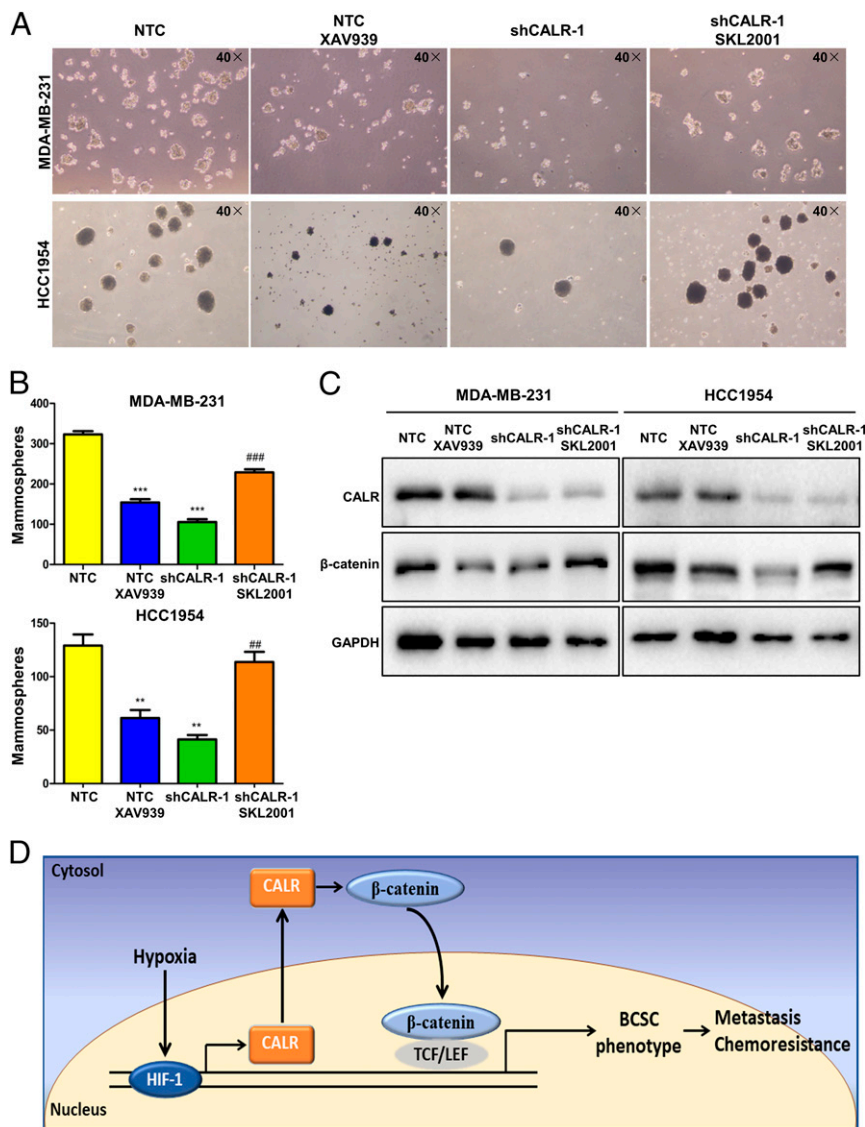 A
NTC
NTC
XAV939
shCALR-1
shCALR-1
SKL2001
MDA-MB-231
40×
40×
40×
40×
HCC1954
40×
40×
40×
40×
B
MDA-MB-231
Mammospheres
400
300
200
100
0
***
***
###
NTC
NTC
XAV939
shCALR-1
shCALR-1
SKL2001
HCC1954
Mammospheres
150
100
50
0
**
**
##
NTC
NTC
XAV939
shCALR-1
shCALR-1
SKL2001
C
MDA-MB-231
HCC1954
NTC
NTC
XAV939
shCALR-1
shCALR-1
SKL2001
NTC
NTC
XAV939
shCALR-1
shCALR-1
SKL2001
CALR
β-catenin
GAPDH
D
Cytosol
CALR
β-catenin
Hypoxia
CALR
β-catenin
TCF/LEF
HIF-1
BCSC
phenotype
Metastasis
Chemoresistance
Nucleus